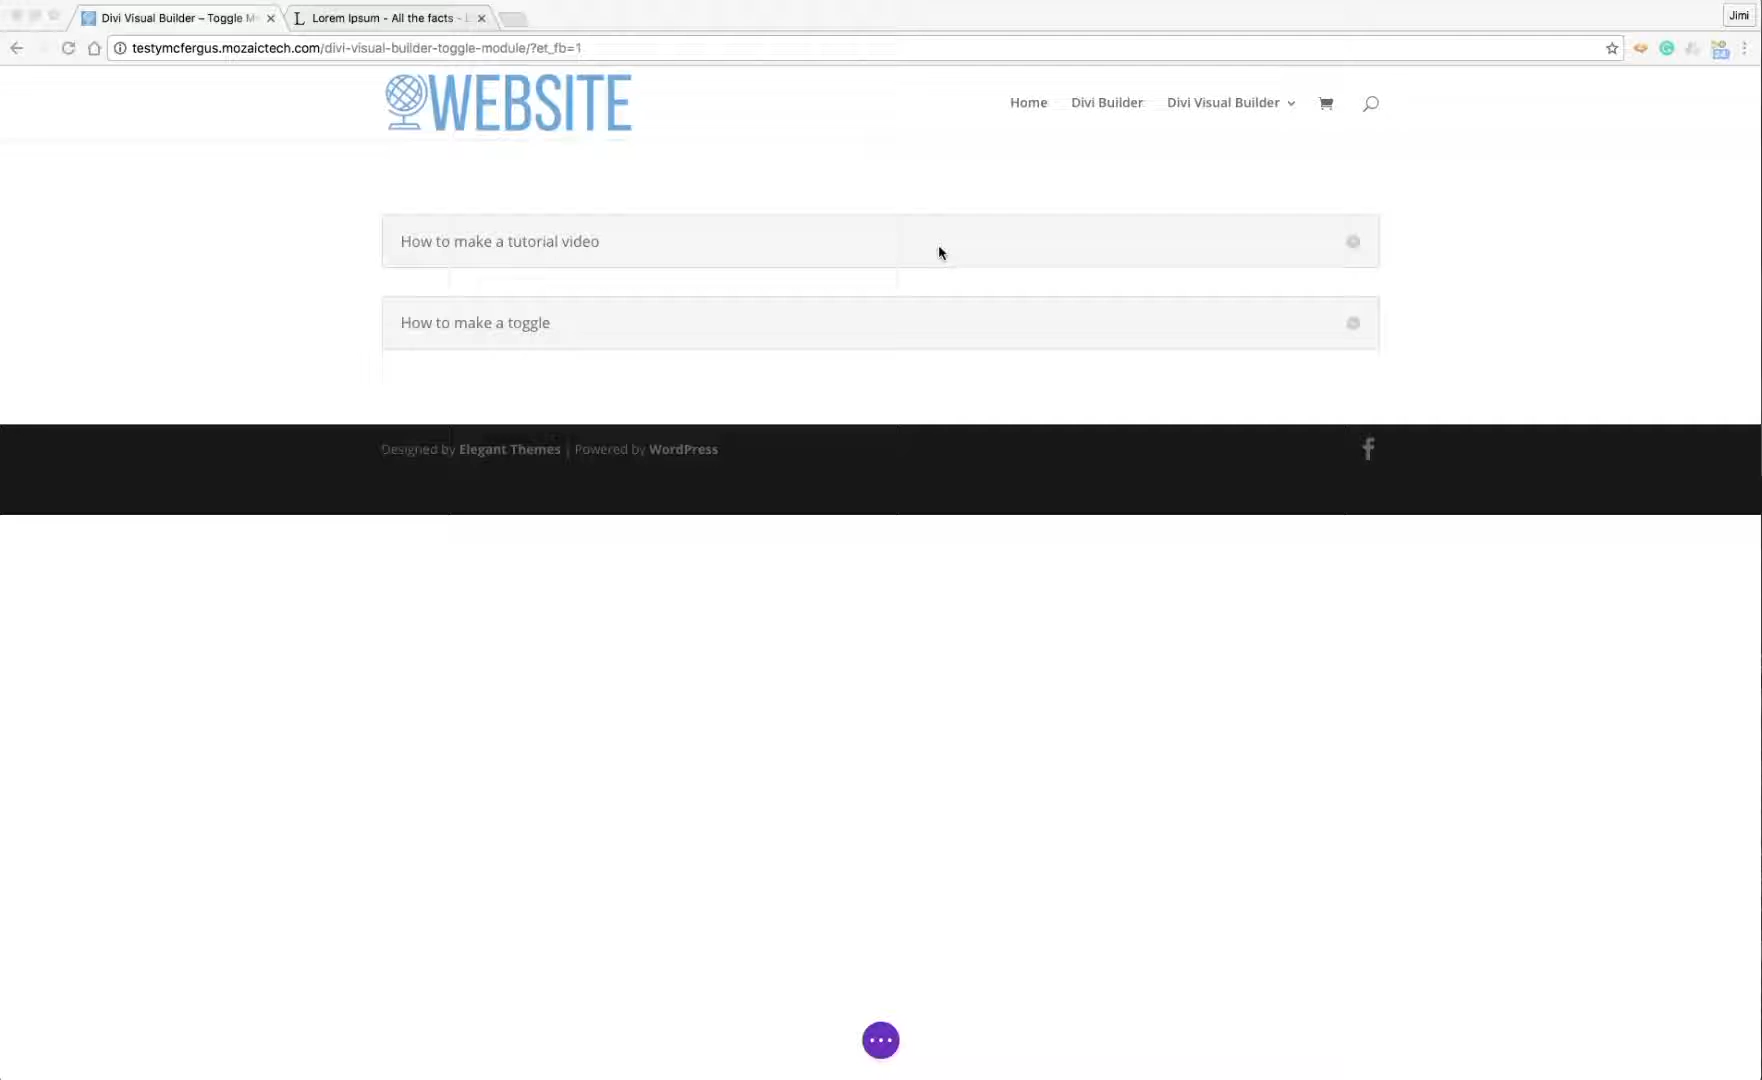 Divi Visual Builder – Toggle M
Lorem Ipsum - All the facts - L
Jimi
testymcfergus.mozaictech.com/divi-visual-builder-toggle-module/?et_fb=1
WEBSITE
Home
Divi Builder
Divi Visual Builder
How to make a tutorial video
How to make a toggle
Designed by Elegant Themes | Powered by WordPress